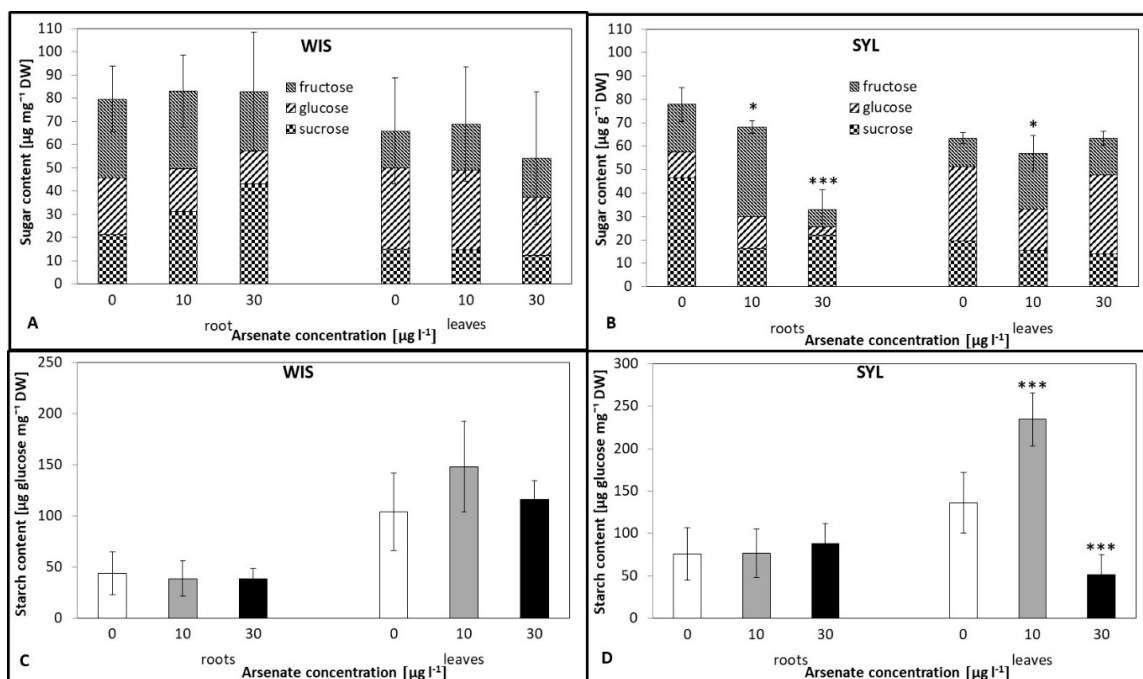 WIS
Sugar content [µg mg⁻¹ DW]
110
100
90
80
70
60
50
40
30
20
10
0
fructose
glucose
sucrose
0 10 30 0 10 30
root leaves
Arsenate concentration [µg l⁻¹]
A
SYL
Sugar content [µg g⁻¹ DW]
110
100
90
80
70
60
50
40
30
20
10
0
fructose
glucose
sucrose
*
***
*
0 10 30 0 10 30
roots leaves
Arsenate concentration [µg l⁻¹]
B
WIS
Starch content [µg glucose mg⁻¹ DW]
250
200
150
100
50
0
0 10 30 0 10 30
roots leaves
Arsenate concentration [µg l⁻¹]
C
SYL
Starch content [µg glucose mg⁻¹ DW]
300
250
200
150
100
50
0
***
***
0 10 30 0 10 30
roots leaves
Arsenate concentration [µg l⁻¹]
D